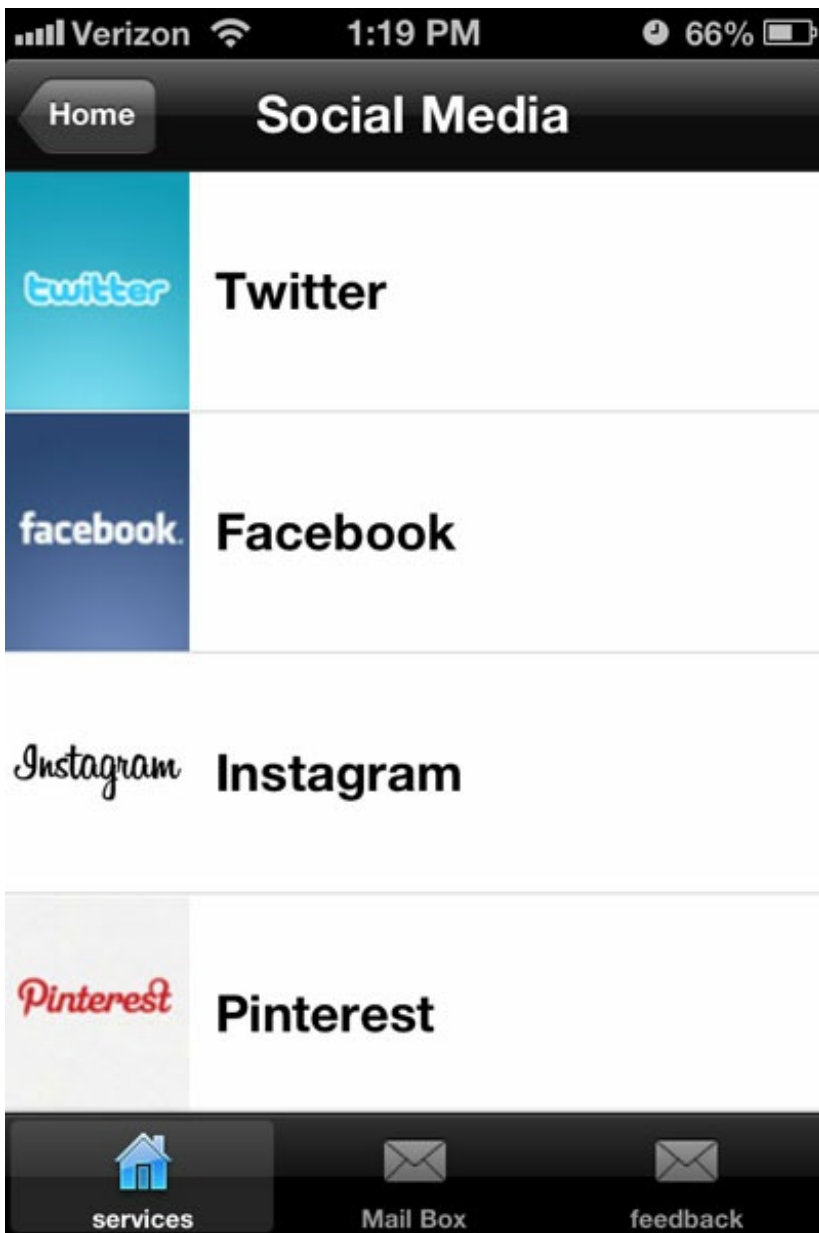 Verizon 1:19 PM 66%
Home Social Media
twitter Twitter
facebook. Facebook
Instagram Instagram
Pinterest Pinterest
services Mail Box feedback